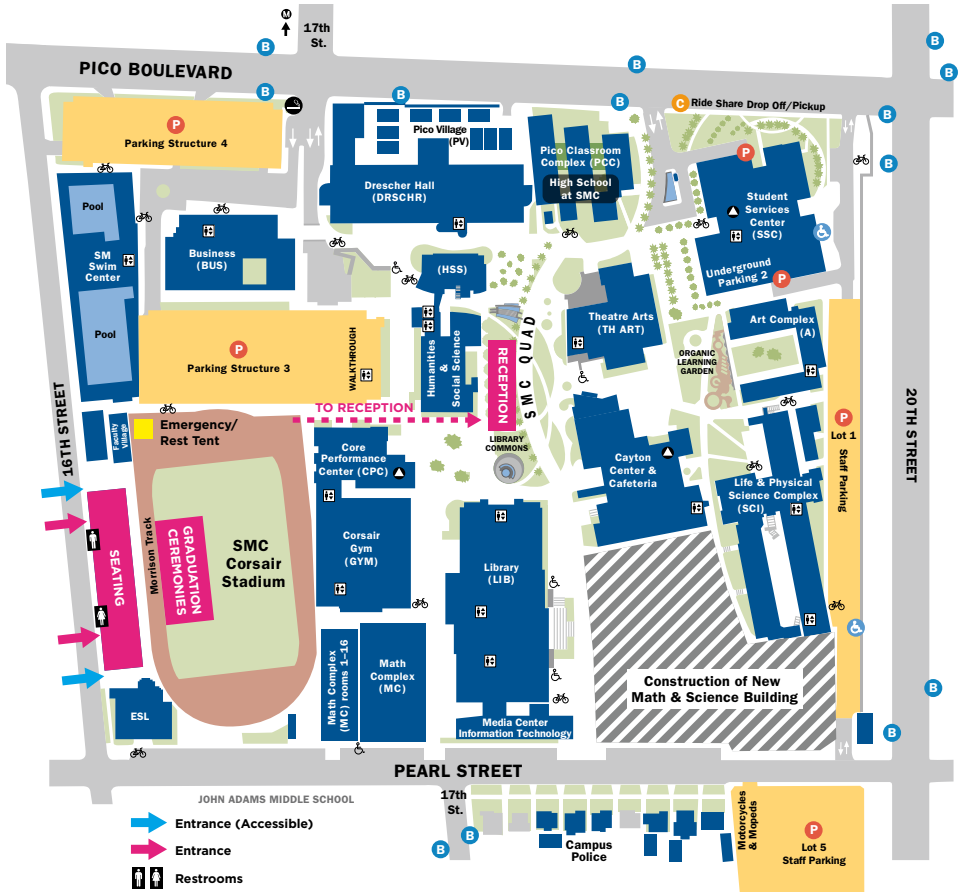 M
17th
St.
B
B
B
B
B
B
B
PICO BOULEVARD
C Ride Share Drop Off/Pickup
B
B
P
Parking Structure 4
Pico Village
(PV)
Pico Classroom
Complex (PCC)
High School
at SMC
P
Drescher Hall
(DRSCHR)
Student
Services
Center
(SSC)
Underground
Parking 2
P
Pool
SM
Swim
Center
Pool
Business
(BUS)
(HSS)
Theatre Arts
(TH ART)
Art Complex
(A)
P
Parking Structure 3
WALKTHROUGH
Humanities
&
Social Science
RECEPTION
SMC QUAD
ORGANIC
LEARNING
GARDEN
16TH STREET
20TH STREET
TO RECEPTION
Faculty
Village
Emergency/
Rest Tent
P
Lot 1
Staff Parking
Core
Performance
Center (CPC)
LIBRARY
COMMONS
Cayton
Center &
Cafeteria
Life & Physical
Science Complex
(SCI)
SEATING
Morrison Track
GRADUATION
CEREMONIES
SMC
Corsair
Stadium
Corsair
Gym
(GYM)
Library
(LIB)
Math Complex
(MC) rooms 1–16
Math
Complex
(MC)
Construction of New
Math & Science Building
B
ESL
Media Center
Information Technology
B
PEARL STREET
JOHN ADAMS MIDDLE SCHOOL
17th
St.
B
B
Entrance (Accessible)
Entrance
Restrooms
Campus
Police
Motorcycles
& Mopeds
P
Lot 5
Staff Parking